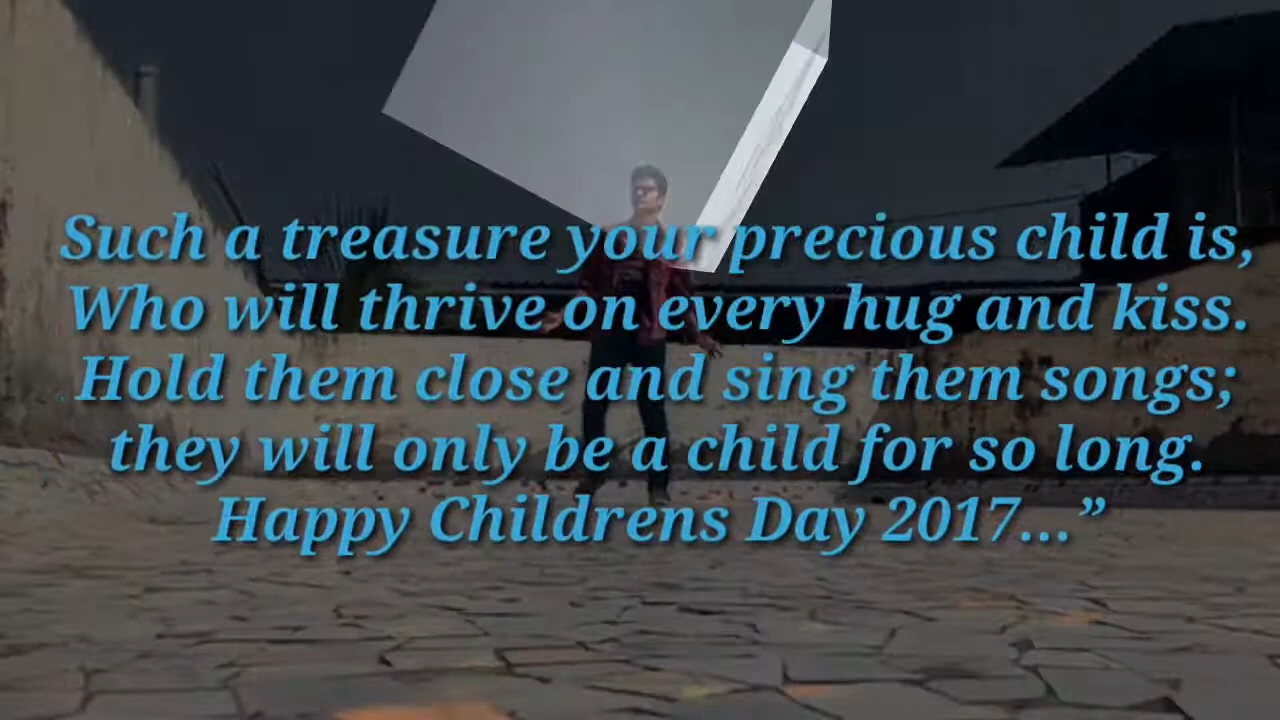 Such a treasure your precious child is,
Who will thrive on every hug and kiss.
Hold them close and sing them songs;
they will only be a child for so long.
Happy Childrens Day 2017...”